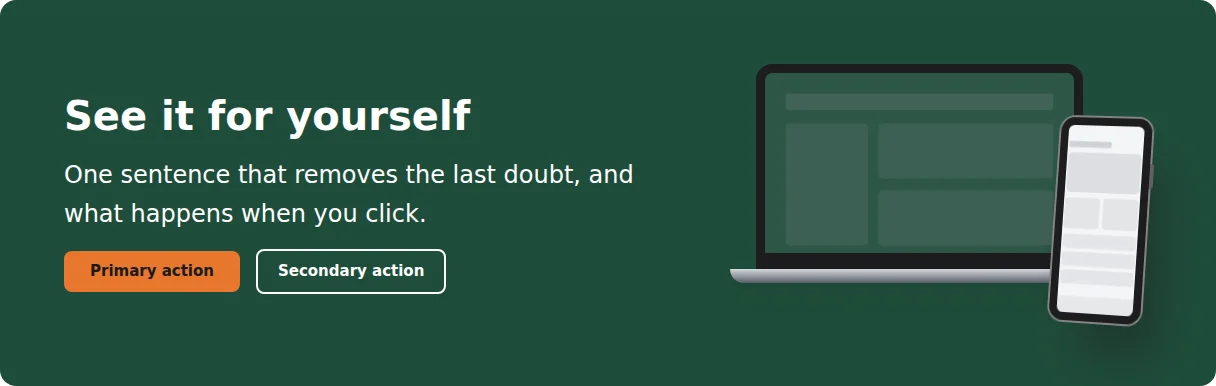 See it for yourself
One sentence that removes the last doubt, and
what happens when you click.
Primary action
Secondary action